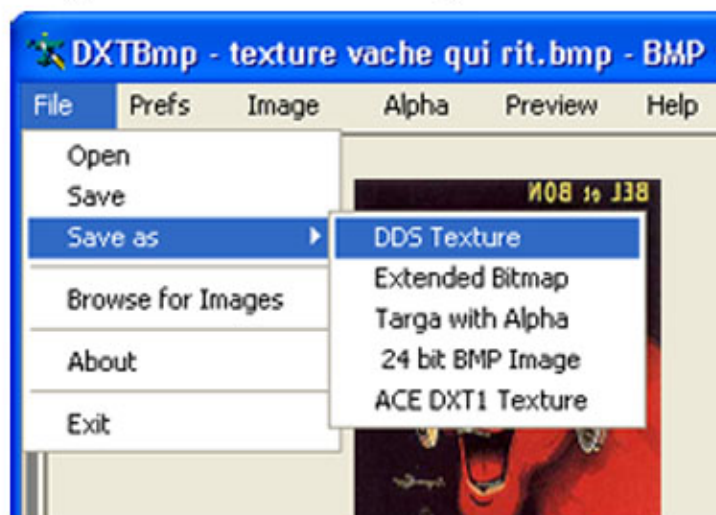 DXTBmp - texture vache qui rit.bmp - BMP
File Prefs Image Alpha Preview Help
Open
Save
Save as
Browse for Images
About
Exit
DDS Texture
Extended Bitmap
Targa with Alpha
24 bit BMP Image
ACE DXT1 Texture
BEL et BON